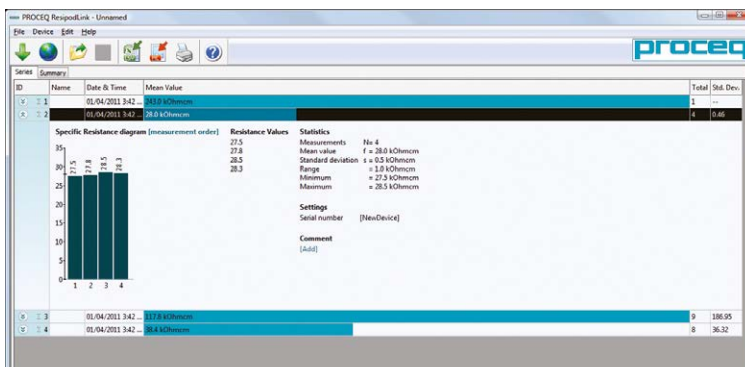 PROCEQ ResipodLink - Unnamed
File Device Edit Help
proceq
Series Summary
ID Name Date & Time Mean Value Total Std. Dev.
Σ 1 01/04/2011 3:42 ... 243.0 kOhmcm 1 --
Σ 2 01/04/2011 3:42 ... 28.0 kOhmcm 4 0.46
Specific Resistance diagram [measurement order]
35
30
25
20
15
10
5
0
27.5 27.8 28.5 28.3
1 2 3 4
Resistance Values
27.5
27.8
28.5
28.3
Statistics
Measurements N= 4
Mean value f = 28.0 kOhmcm
Standard deviation s = 0.5 kOhmcm
Range = 1.0 kOhmcm
Minimum = 27.5 kOhmcm
Maximum = 28.5 kOhmcm
Settings
Serial number [NewDevice]
Comment
[Add]
Σ 3 01/04/2011 3:42 ... 117.8 kOhmcm 9 186.95
Σ 4 01/04/2011 3:42 ... 38.4 kOhmcm 8 36.32